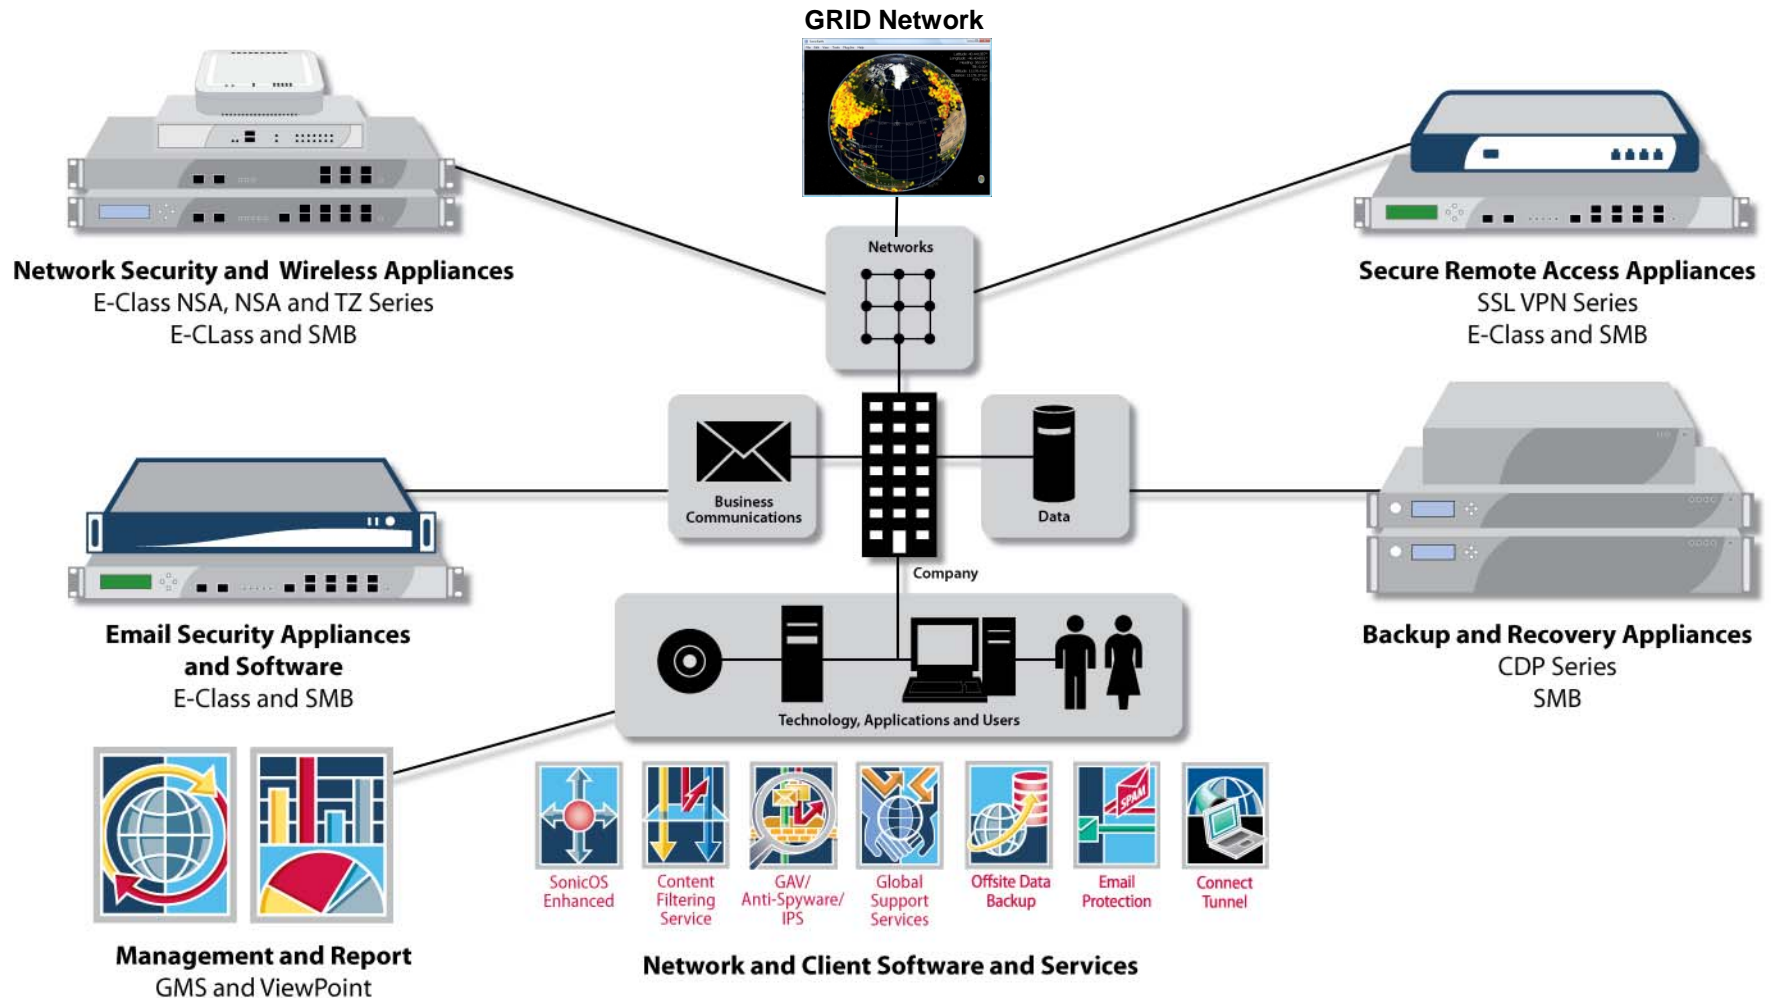 GRID Network
Networks
Network Security and Wireless Appliances
E-Class NSA, NSA and TZ Series
E-CLass and SMB
Secure Remote Access Appliances
SSL VPN Series
E-Class and SMB
Business
Communications
Data
Company
Email Security Appliances
and Software
E-Class and SMB
Backup and Recovery Appliances
CDP Series
SMB
Technology, Applications and Users
SPAM
SonicOS
Enhanced
Content
Filtering
Service
GAV/
Anti-Spyware/
IPS
Global
Support
Services
Offsite Data
Backup
Email
Protection
Connect
Tunnel
Management and Report
GMS and ViewPoint
Network and Client Software and Services